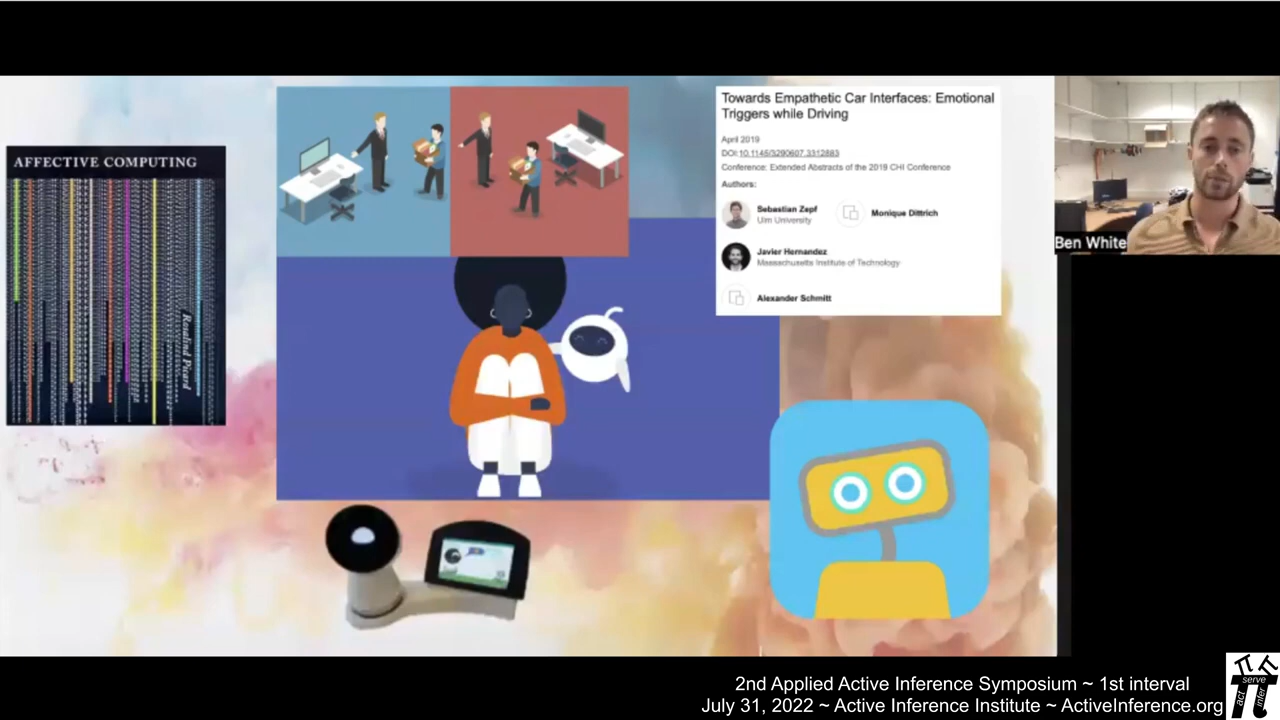 AFFECTIVE COMPUTING
Rosalind Picard
Towards Empathetic Car Interfaces: Emotional
Triggers while Driving
April 2019
DOI:10.1145/3290607.3312883
Conference: Extended Abstracts of the 2019 CHI Conference
Authors:
Sebastian Zepf
Ulm University
Monique Dittrich
Javier Hernandez
Massachusetts Institute of Technology
Alexander Schmitt
Ben White
2nd Applied Active Inference Symposium ~ 1st interval
July 31, 2022 ~ Active Inference Institute ~ ActiveInference.org
act
serve
infer